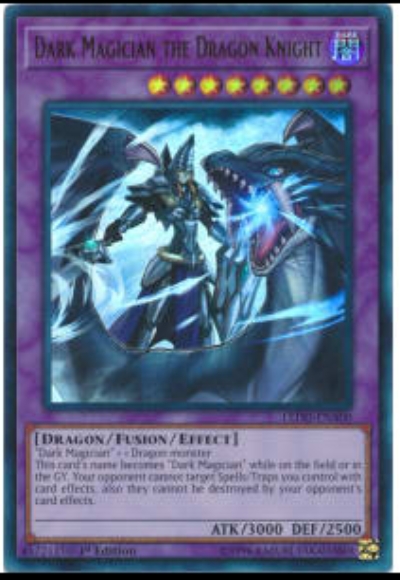 DARK MAGICIAN THE DRAGON KNIGHT
DARK
[DRAGON/FUSION/EFFECT]
"Dark Magician" + 1 Dragon monster
This card's name becomes "Dark Magician" while on the field or in
the GY. Your opponent cannot target Spells/Traps you control with
card effects, also they cannot be destroyed by your opponent's
card effects.
ATK/3000 DEF/2500
1st Edition